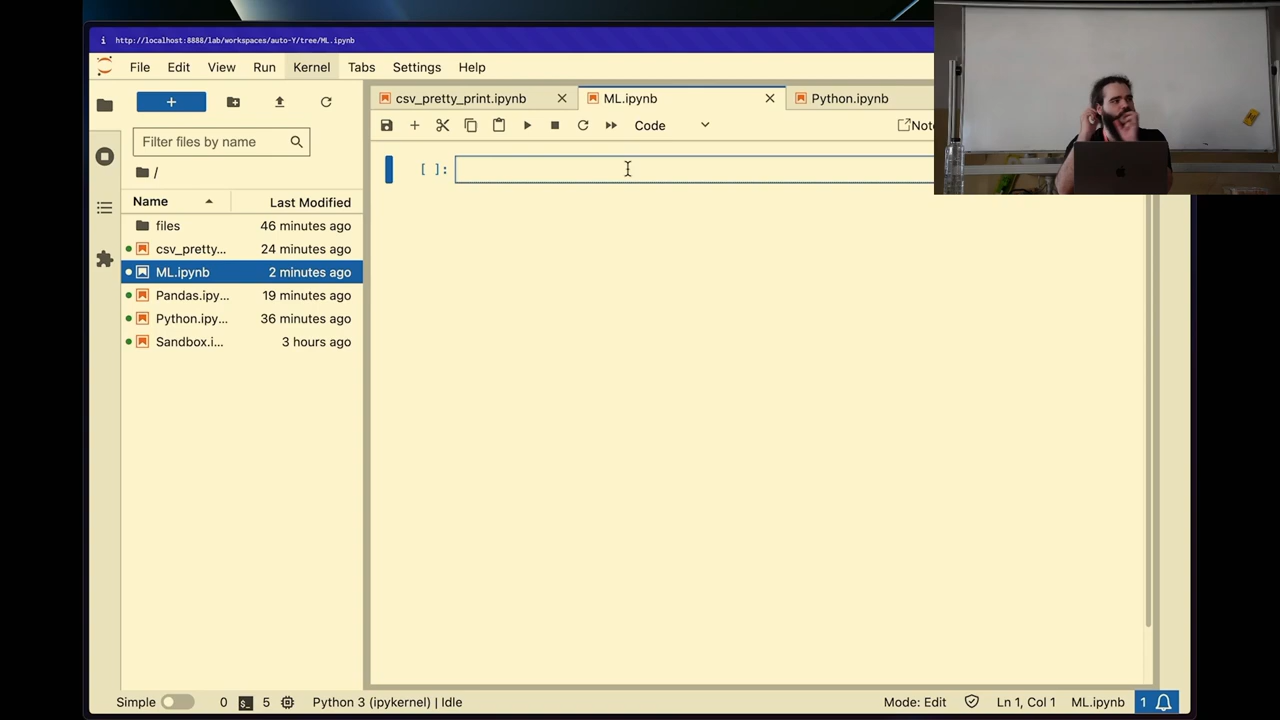 http://localhost:8888/lab/workspaces/auto-Y/tree/ML.ipynb
File Edit View Run Kernel Tabs Settings Help
csv_pretty_print.ipynb ML.ipynb Python.ipynb
Code Note
Filter files by name
/
Name Last Modified
files 46 minutes ago
csv_pretty... 24 minutes ago
ML.ipynb 2 minutes ago
Pandas.ipy... 19 minutes ago
Python.ipy... 36 minutes ago
Sandbox.i... 3 hours ago
[ ]:
Simple 0 5 Python 3 (ipykernel) | Idle Mode: Edit Ln 1, Col 1 ML.ipynb 1